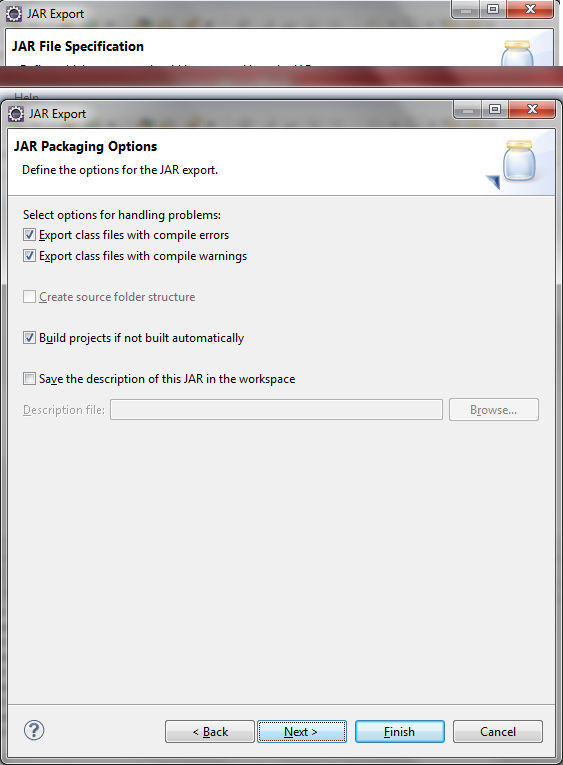 JAR Export
JAR File Specification
Help
JAR Export
JAR Packaging Options
Define the options for the JAR export.
Select options for handling problems:
Export class files with compile errors
Export class files with compile warnings
Create source folder structure
Build projects if not built automatically
Save the description of this JAR in the workspace
Description file:
Browse...
?
< Back
Next >
Finish
Cancel